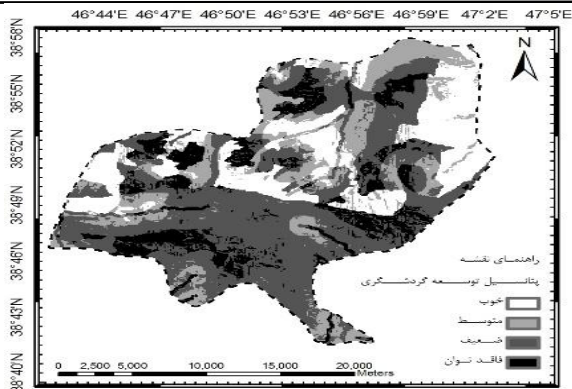 46°44'E 46°47'E 46°50'E 46°53'E 46°56'E 46°59'E 47°2'E 47°5'E
38°58'N
38°55'N
38°52'N
38°49'N
38°46'N
38°43'N
38°40'N
N
راهنمای نقشه
پتانسیل توسعه گردشگری
خوب
متوسط
ضعیف
فاقد توان
0 2,500 5,000 10,000 15,000 20,000
Meters